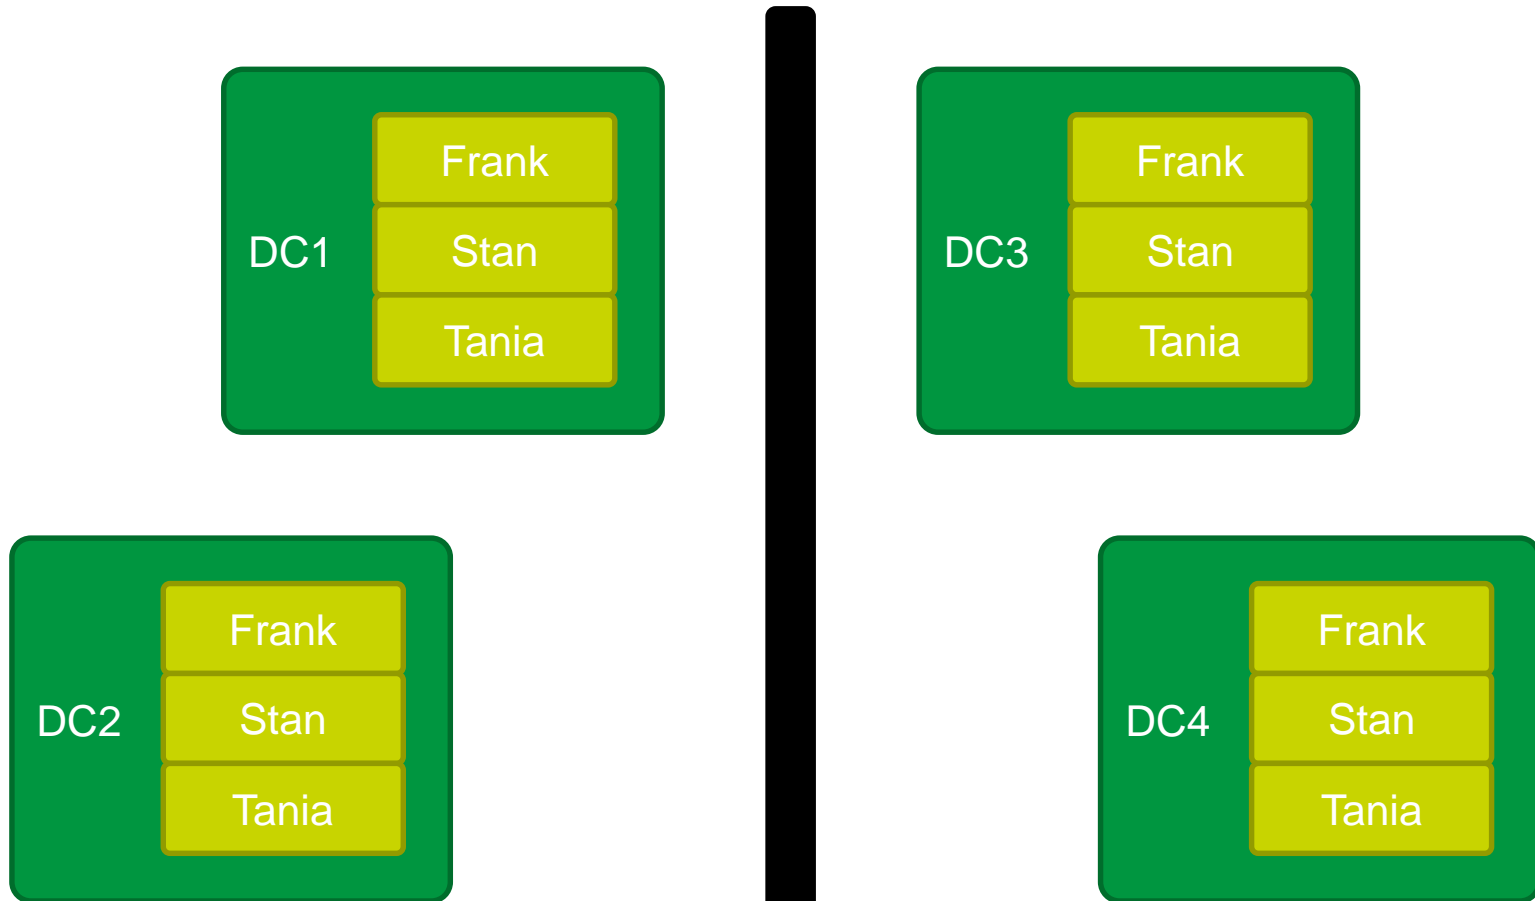 DC1
Frank
Stan
Tania
DC3
Frank
Stan
Tania
DC2
Frank
Stan
Tania
DC4
Frank
Stan
Tania